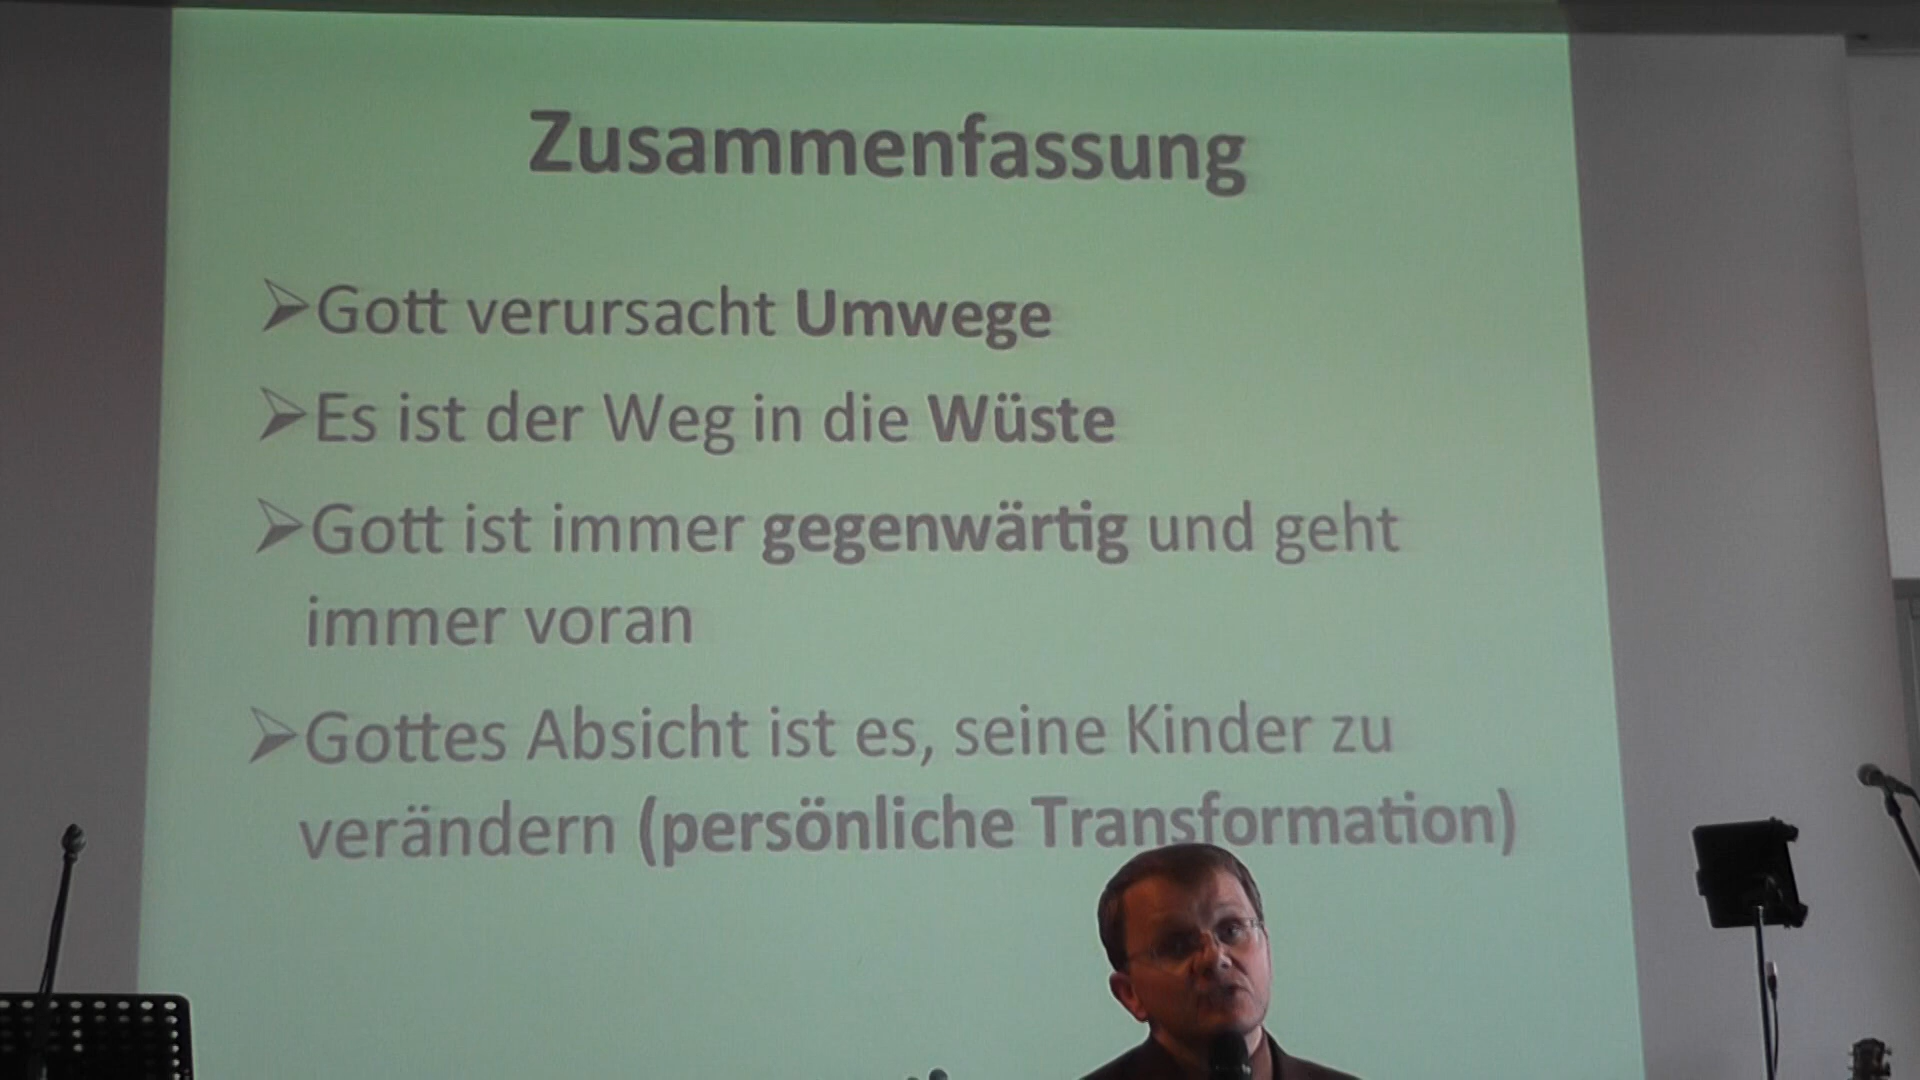 Zusammenfassung
➢Gott verursacht Umwege
➢Es ist der Weg in die Wüste
➢Gott ist immer gegenwärtig und geht
immer voran
➢Gottes Absicht ist es, seine Kinder zu
verändern (persönliche Transformation)